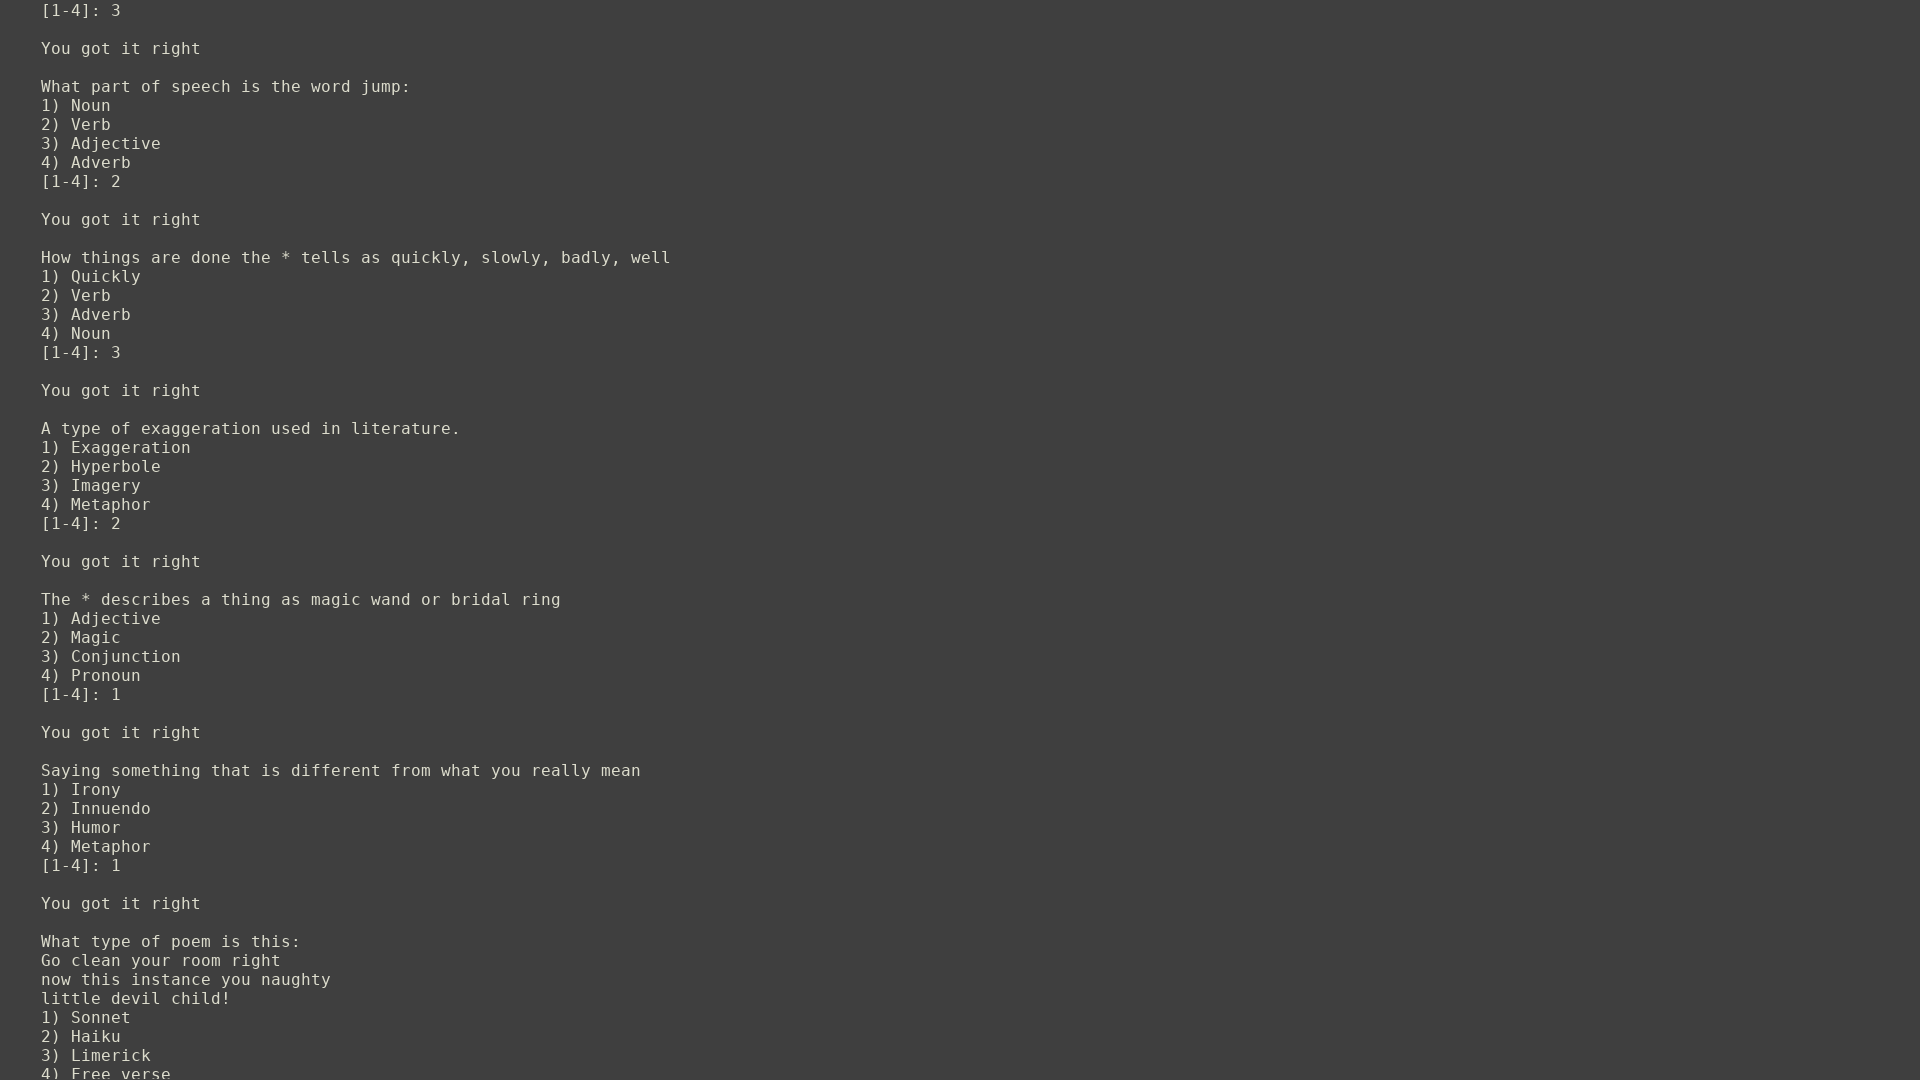 [1-4]: 3
You got it right
What part of speech is the word jump:
1) Noun
2) Verb
3) Adjective
4) Adverb
[1-4]: 2
You got it right
How things are done the * tells as quickly, slowly, badly, well
1) Quickly
2) Verb
3) Adverb
4) Noun
[1-4]: 3
You got it right
A type of exaggeration used in literature.
1) Exaggeration
2) Hyperbole
3) Imagery
4) Metaphor
[1-4]: 2
You got it right
The * describes a thing as magic wand or bridal ring
1) Adjective
2) Magic
3) Conjunction
4) Pronoun
[1-4]: 1
You got it right
Saying something that is different from what you really mean
1) Irony
2) Innuendo
3) Humor
4) Metaphor
[1-4]: 1
You got it right
What type of poem is this:
Go clean your room right
now this instance you naughty
little devil child!
1) Sonnet
2) Haiku
3) Limerick
4) Free verse